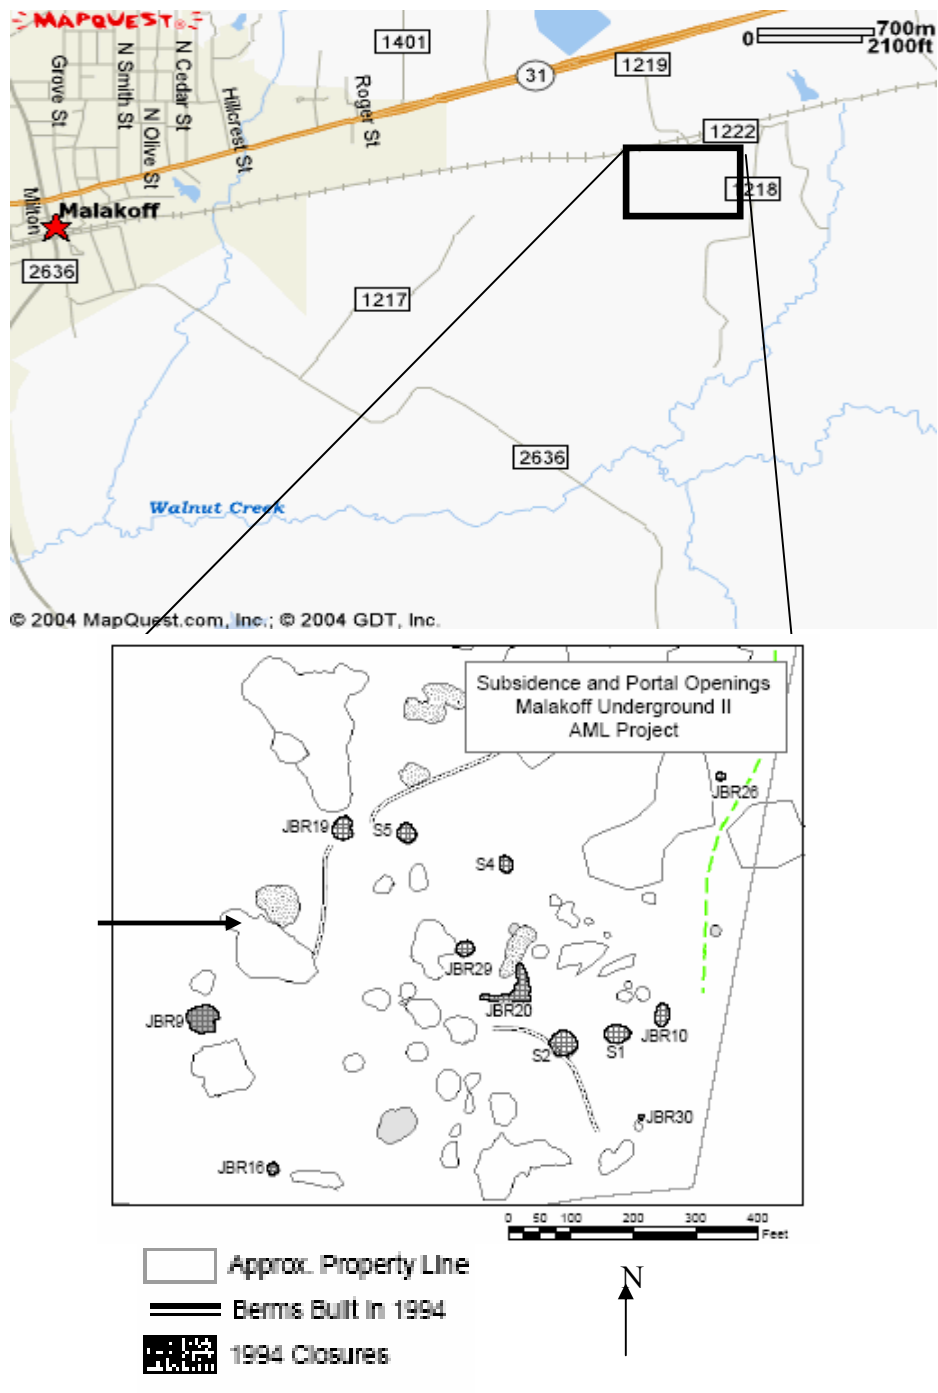 MAPQUEST
1401
0 700m
2100ft
31
1219
Grove St
N Smith St
N Cedar St
N Olive St
Hillcrest St
Roger St
1222
1218
Milton
Malakoff
2636
1217
2636
Walnut Creek
© 2004 MapQuest.com, Inc.; © 2004 GDT, Inc.
Subsidence and Portal Openings
Malakoff Underground II
AML Project
JBR26
JBR19
S5
S4
JBR29
JBR20
JBR9
S2
S1
JBR10
JBR30
JBR16
0 50 100 200 300 400
Feet
Approx. Property Line
Berms Built in 1994
1994 Closures
N